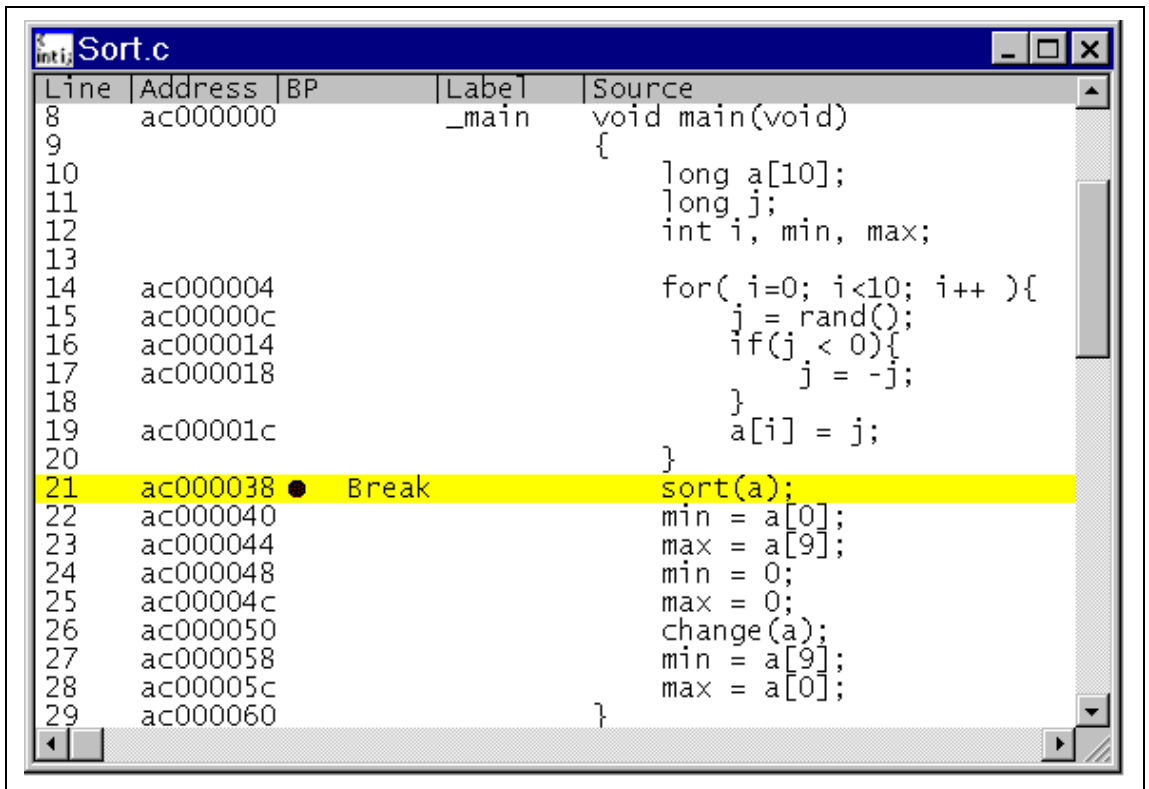 int i; Sort.c
Line |Address |BP |Label |Source
8 ac000000 _main void main(void)
9 {
10 long a[10];
11 long j;
12 int i, min, max;
13
14 ac000004 for( i=0; i<10; i++ ){
15 ac00000c j = rand();
16 ac000014 if(j < 0){
17 ac000018 j = -j;
18 }
19 ac00001c a[i] = j;
20 }
21 ac000038 ● Break sort(a);
22 ac000040 min = a[0];
23 ac000044 max = a[9];
24 ac000048 min = 0;
25 ac00004c max = 0;
26 ac000050 change(a);
27 ac000058 min = a[9];
28 ac00005c max = a[0];
29 ac000060 }